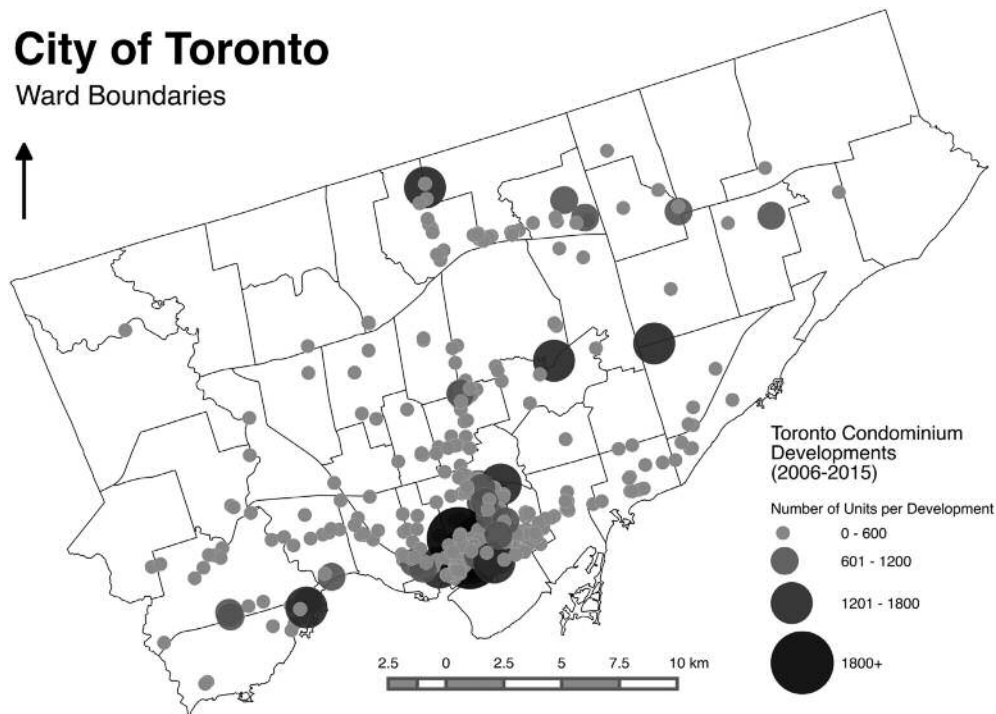 City of Toronto
Ward Boundaries
Toronto Condominium
Developments
(2006-2015)
Number of Units per Development
0 - 600
601 - 1200
1201 - 1800
1800+
2.5 0 2.5 5 7.5 10 km